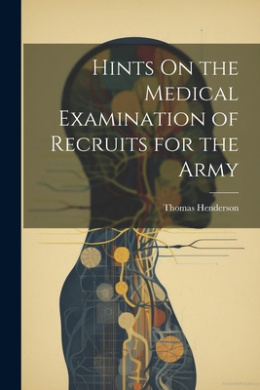 Hints On the
Medical
Examination of
Recruits for the
Army
Thomas Henderson